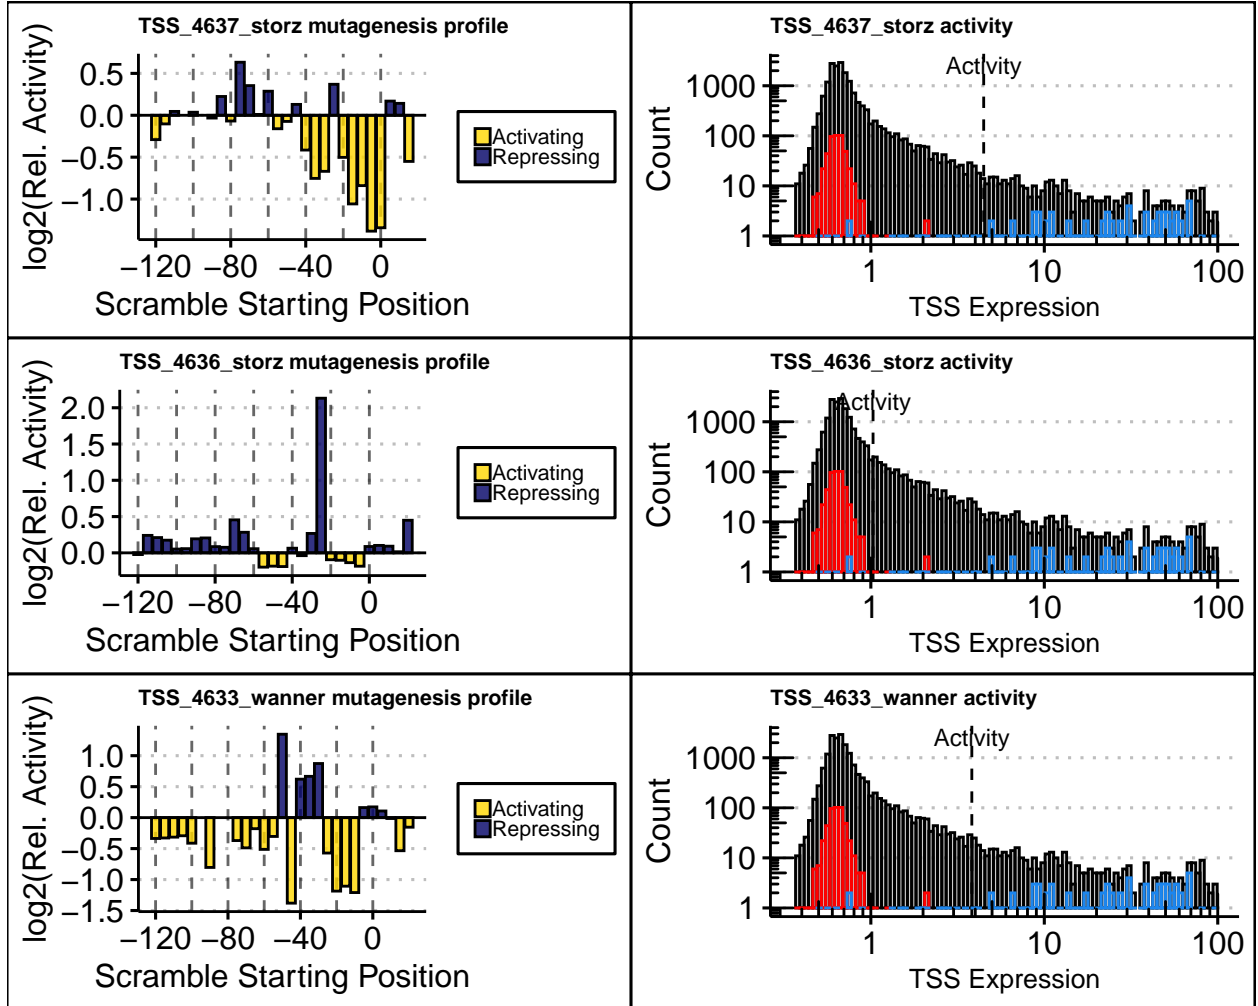 TSS_4637_storz mutagenesis profile
log2(Rel. Activity)
0.5
0.0
−0.5
−1.0
−120 −80 −40 0
Scramble Starting Position
Activating
Repressing
TSS_4637_storz activity
Activity
Count
1000
100
10
1
1 10 100
TSS Expression
TSS_4636_storz mutagenesis profile
log2(Rel. Activity)
2.0
1.5
1.0
0.5
0.0
−120 −80 −40 0
Scramble Starting Position
Activating
Repressing
TSS_4636_storz activity
Activity
Count
1000
100
10
1
1 10 100
TSS Expression
TSS_4633_wanner mutagenesis profile
log2(Rel. Activity)
1.0
0.5
0.0
−0.5
−1.0
−1.5
−120 −80 −40 0
Scramble Starting Position
Activating
Repressing
TSS_4633_wanner activity
Activity
Count
1000
100
10
1
1 10 100
TSS Expression